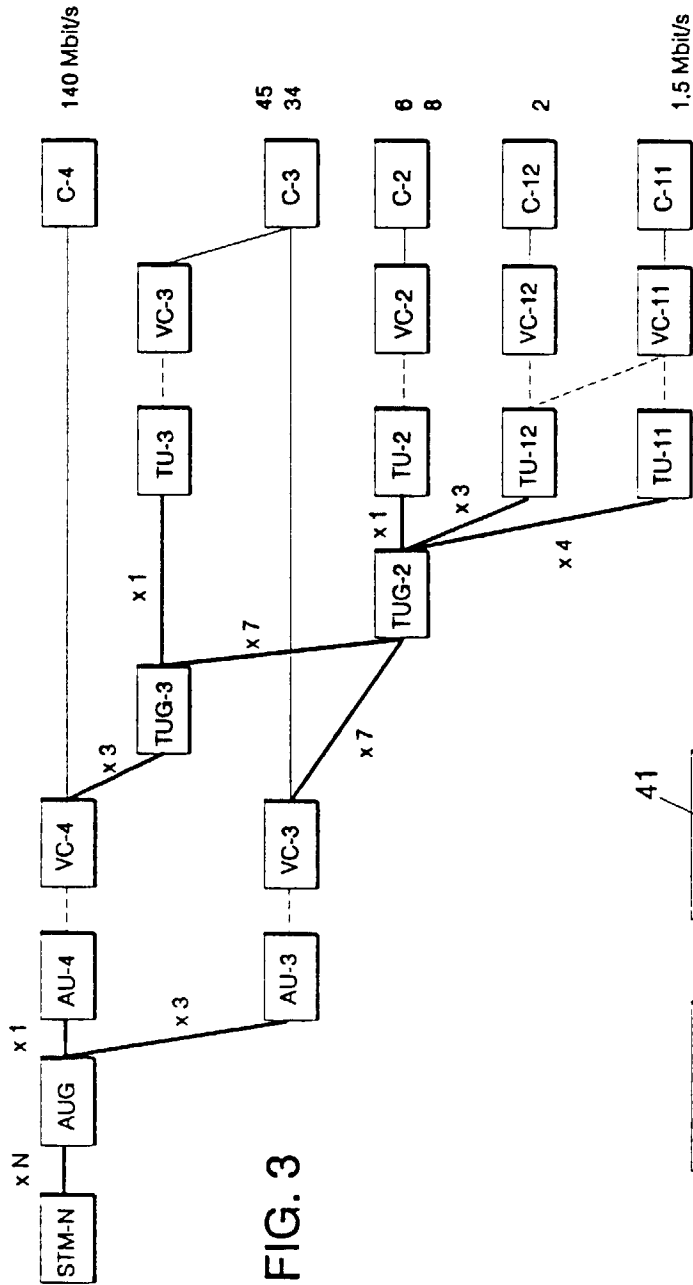 x N
x 1
STM-N
AUG
AU-4
VC-4
C-4
140 Mbit/s
x 3
x 3
TUG-3
x 1
TU-3
VC-3
AU-3
VC-3
C-3
45
34
x 7
x 7
TUG-2
x 1
TU-2
VC-2
C-2
6
8
x 3
TU-12
VC-12
C-12
2
x 4
TU-11
VC-11
C-11
1.5 Mbit/s
FIG. 3
41